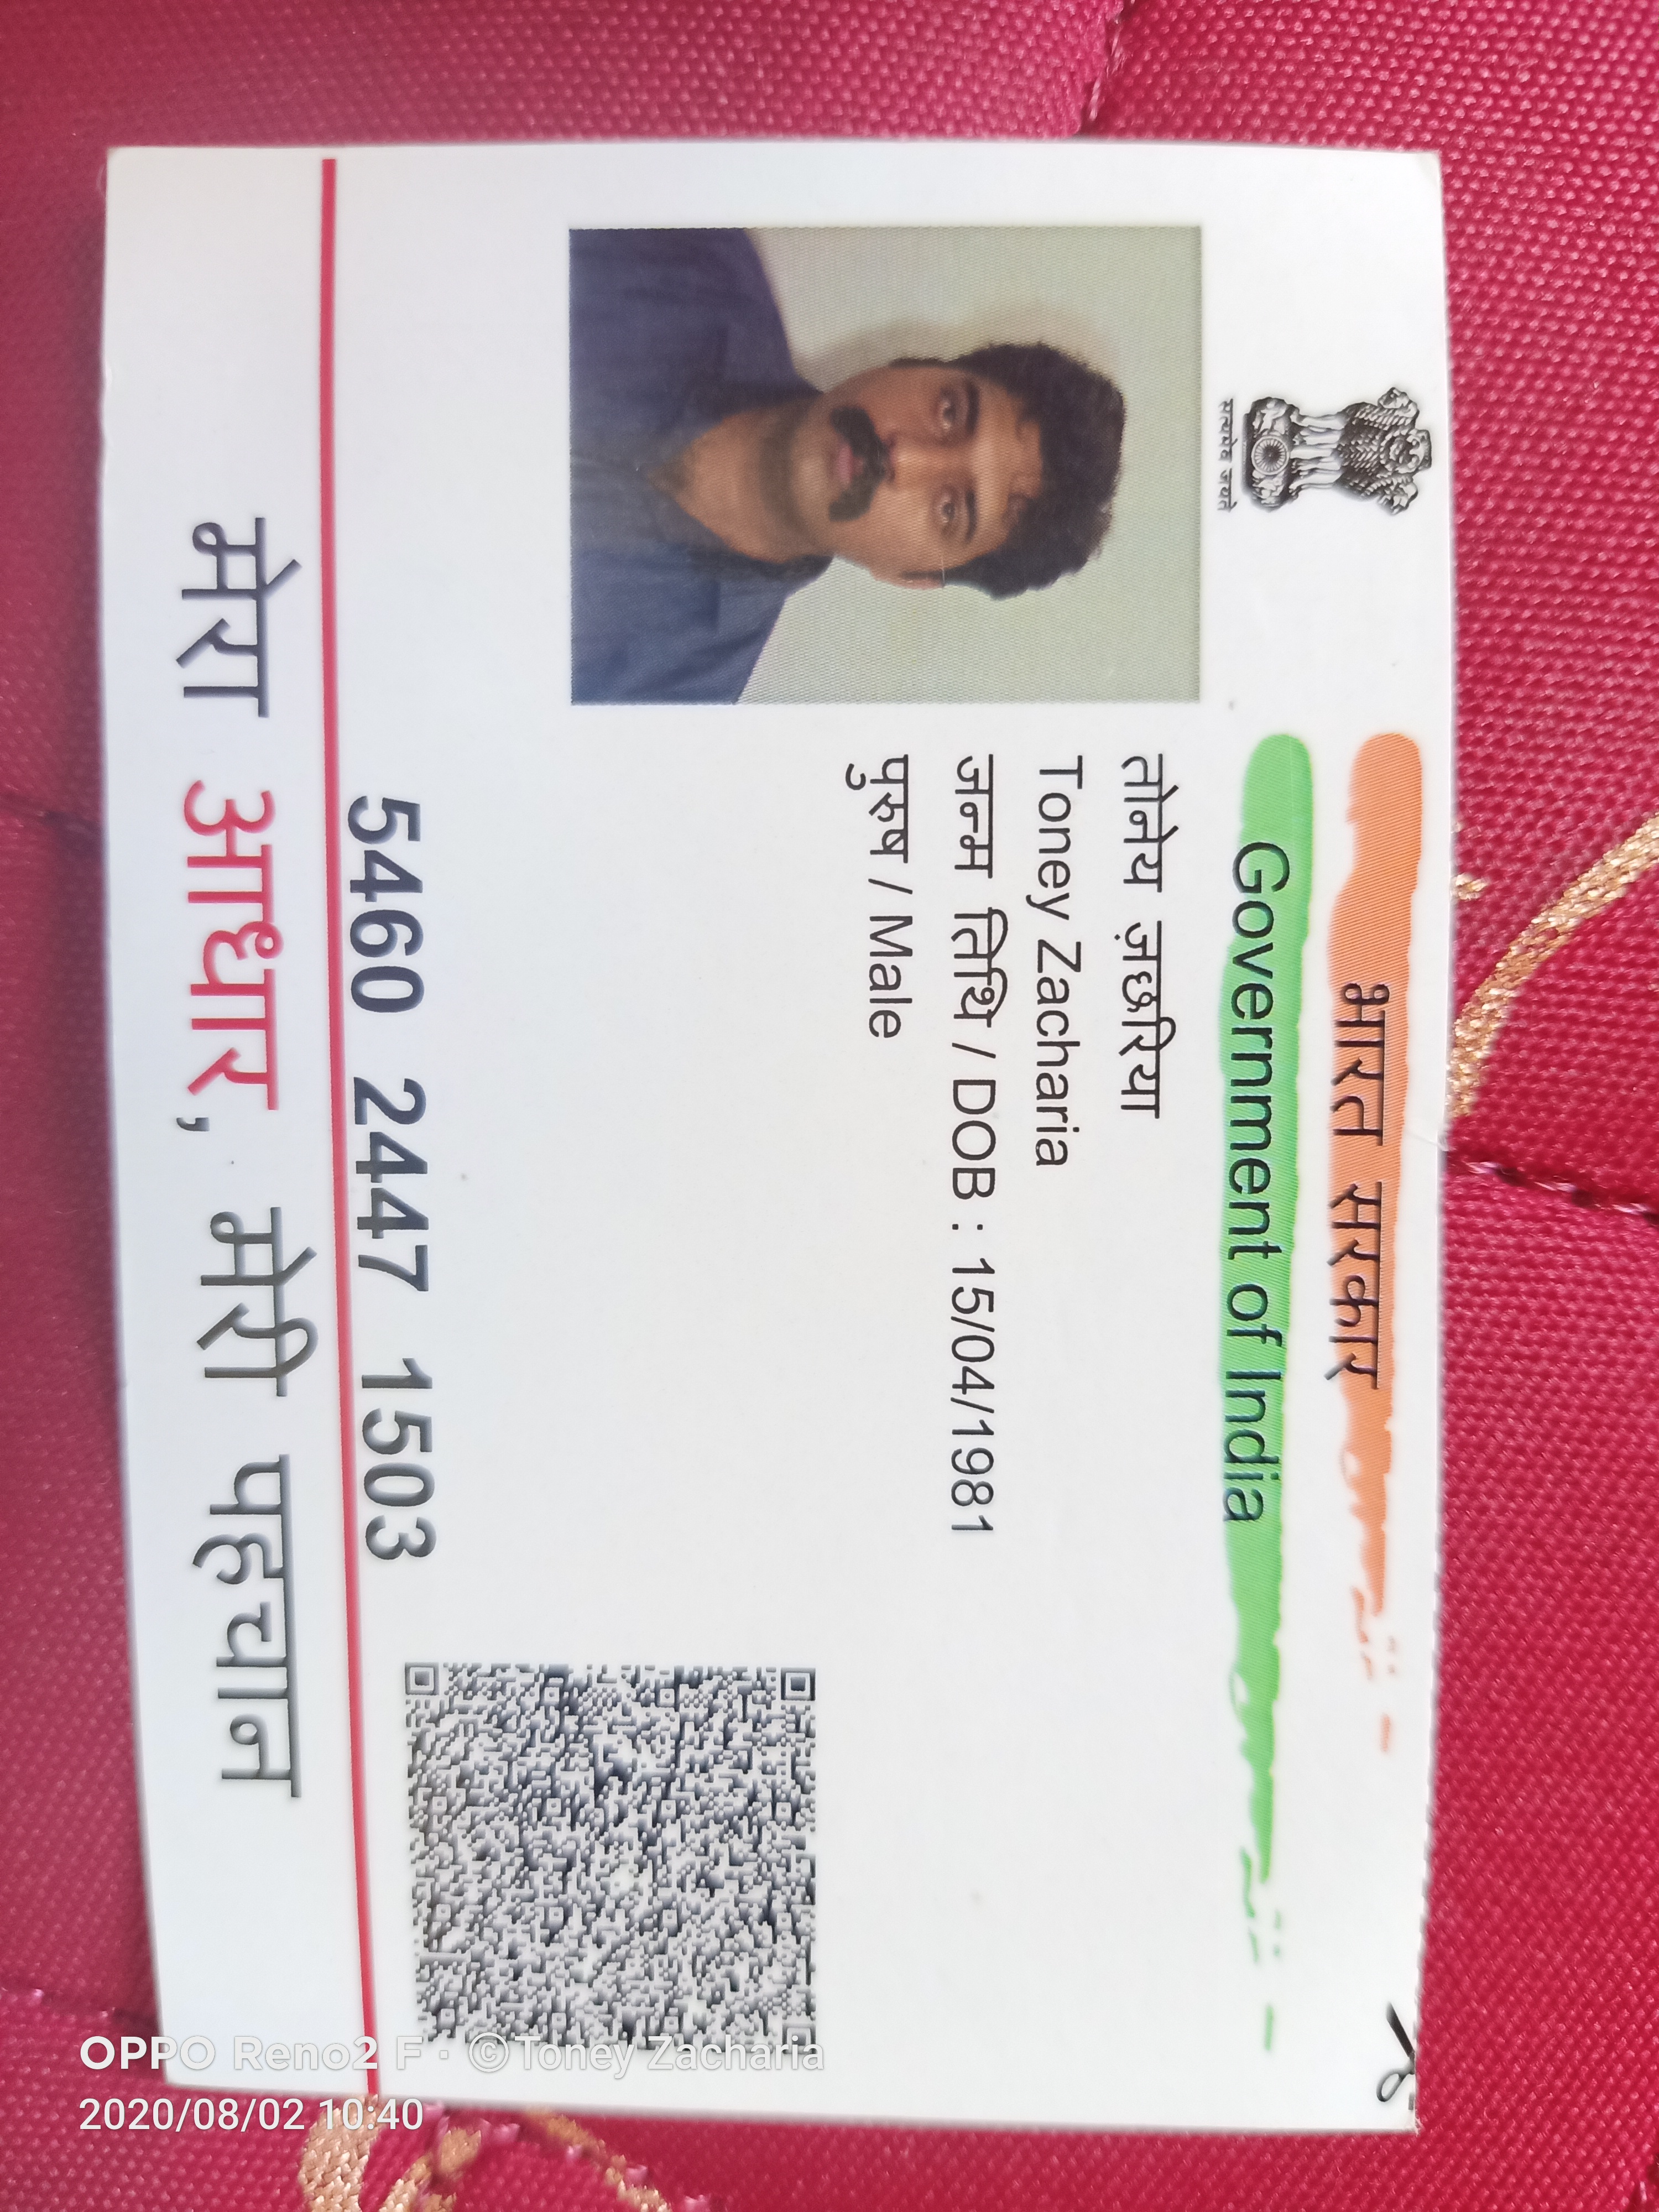 भारत सरकार
Government of India
सत्यमेव जयते
तोनेय ज़छरिया
Toney Zacharia
जन्म तिथि / DOB : 15/04/1981
पुरुष / Male
5460 2447 1503
मेरा आधार, मेरी पहचान
OPPO Reno2 F · ©Toney Zacharia
2020/08/02 10:40